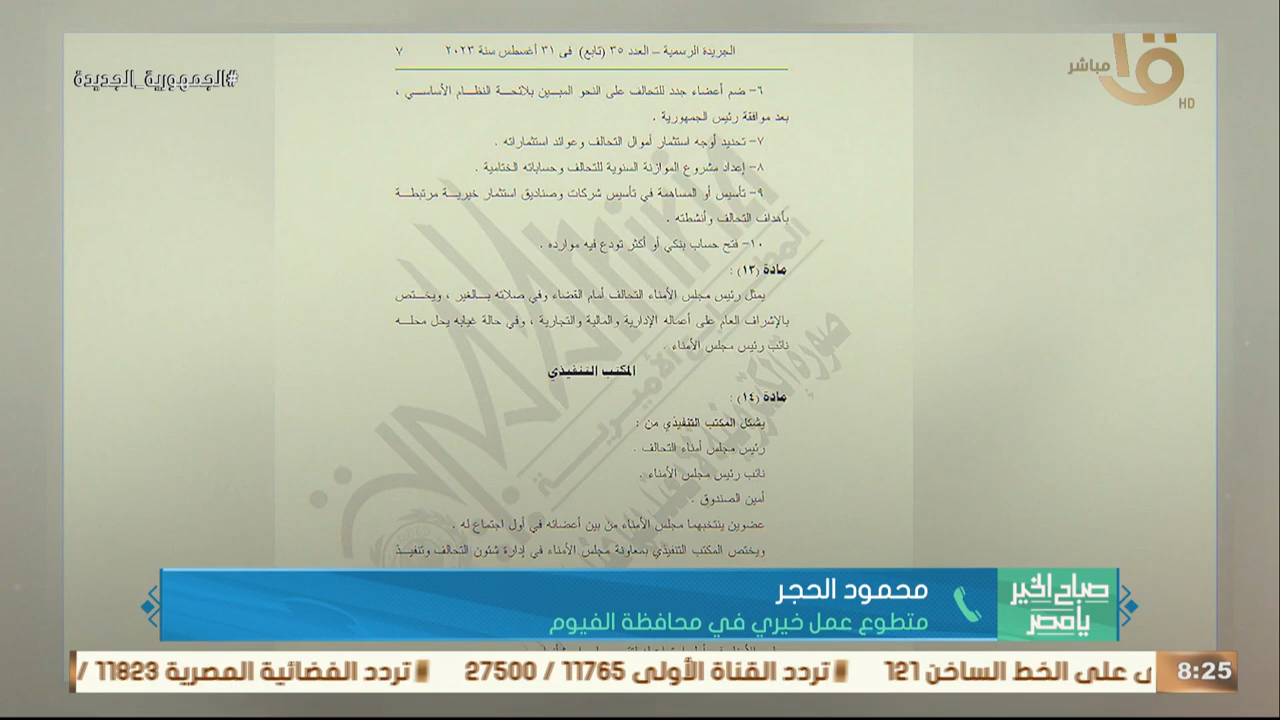 #الجمهورية_الجديدة
مباشر
HD
الجريدة الرسمية – العدد ٣٥ (تابع) فى ٣١ أغسطس سنة ٢٠٢٣ ٧
٦- ضم أعضاء جدد للتحالف على النحو المبين بلائحة النظام الأساسي ،
بعد موافقة رئيس الجمهورية .
٧- تحديد أوجه استثمار أموال التحالف وعوائد استثماراته .
٨- إعداد مشروع الموازنة السنوية للتحالف وحساباته الختامية .
٩- تأسيس أو المساهمة في تأسيس شركات وصناديق استثمار خيرية مرتبطة
بأهداف التحالف وأنشطته .
١٠- فتح حساب بنكي أو أكثر تودع فيه موارده .
مادة (١٣) :
يمثل رئيس مجلس الأمناء التحالف أمام القضاء وفي صلاته بالغير ، ويختص
بالإشراف العام على أعماله الإدارية والمالية والتجارية ، وفي حالة غيابه يحل محله
نائب رئيس مجلس الأمناء .
المكتب التنفيذي
مادة (١٤) :
يشكل المكتب التنفيذي من :
رئيس مجلس أمناء التحالف .
نائب رئيس مجلس الأمناء .
أمين الصندوق .
عضوين ينتخبهما مجلس الأمناء من بين أعضائه في أول اجتماع له .
ويختص المكتب التنفيذي بمعاونة مجلس الأمناء في إدارة شئون التحالف وتنفيذ
صباح الخير
يا مصر
محمود الحجر
متطوع عمل خيري في محافظة الفيوم
8:25
ى على الخط الساخن 121 تردد القناة الأولى 11765 / 27500 تردد الفضائية المصرية 11823 /